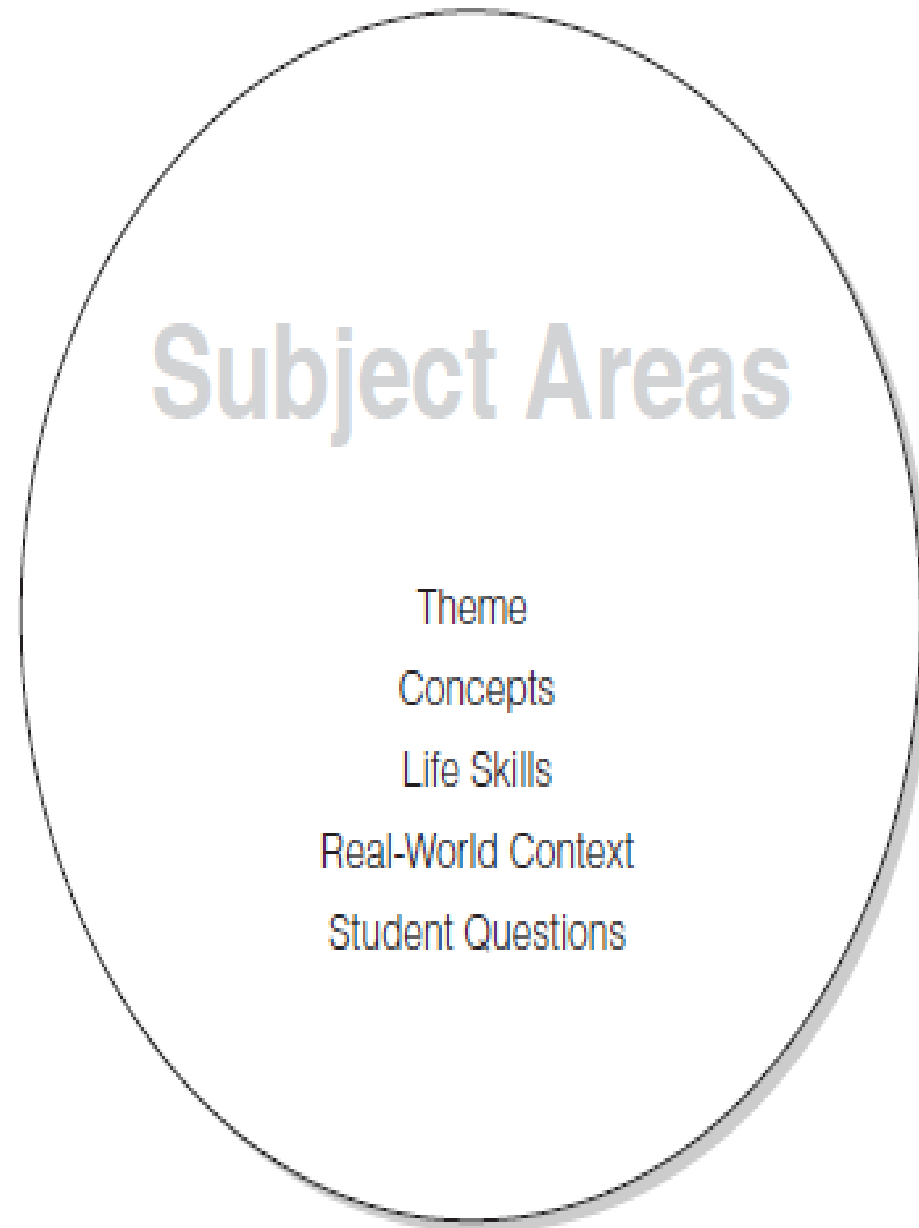 Subject Areas
Theme
Concepts
Life Skills
Real-World Context
Student Questions